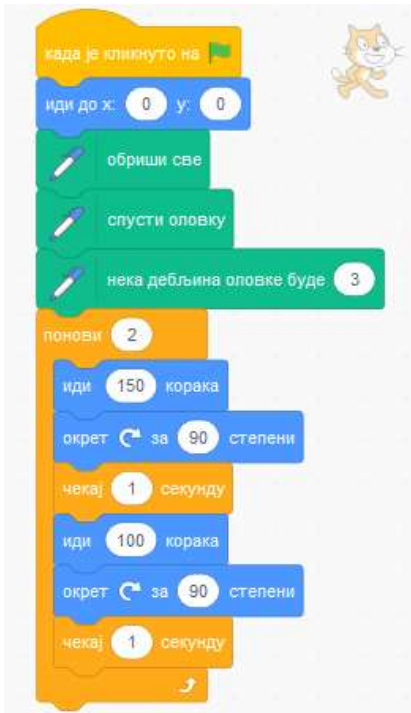 када је кликнуто на
иди до x: 0 y: 0
обриши све
спусти оловку
нека дебљина оловке буде 3
понови 2
иди 150 корака
окрет за 90 степени
чекај 1 секунду
иди 100 корака
окрет за 90 степени
чекај 1 секунду